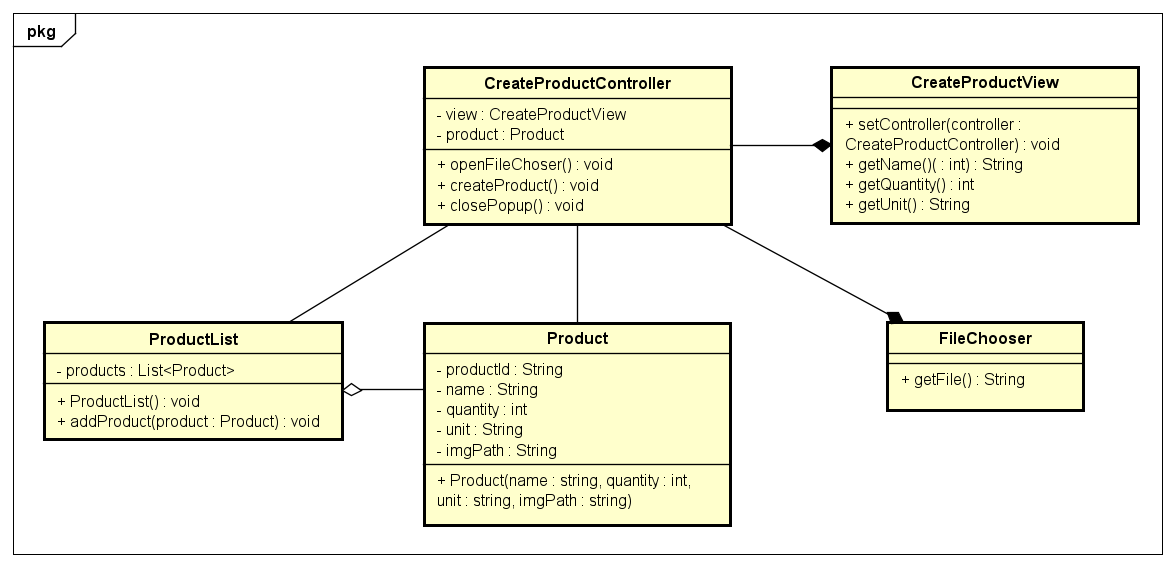 pkg
CreateProductController
- view : CreateProductView
- product : Product
+ openFileChoser() : void
+ createProduct() : void
+ closePopup() : void
CreateProductView
+ setController(controller :
CreateProductController) : void
+ getName()( : int) : String
+ getQuantity() : int
+ getUnit() : String
ProductList
- products : List<Product>
+ ProductList() : void
+ addProduct(product : Product) : void
Product
- productId : String
- name : String
- quantity : int
- unit : String
- imgPath : String
+ Product(name : string, quantity : int,
unit : string, imgPath : string)
FileChooser
+ getFile() : String